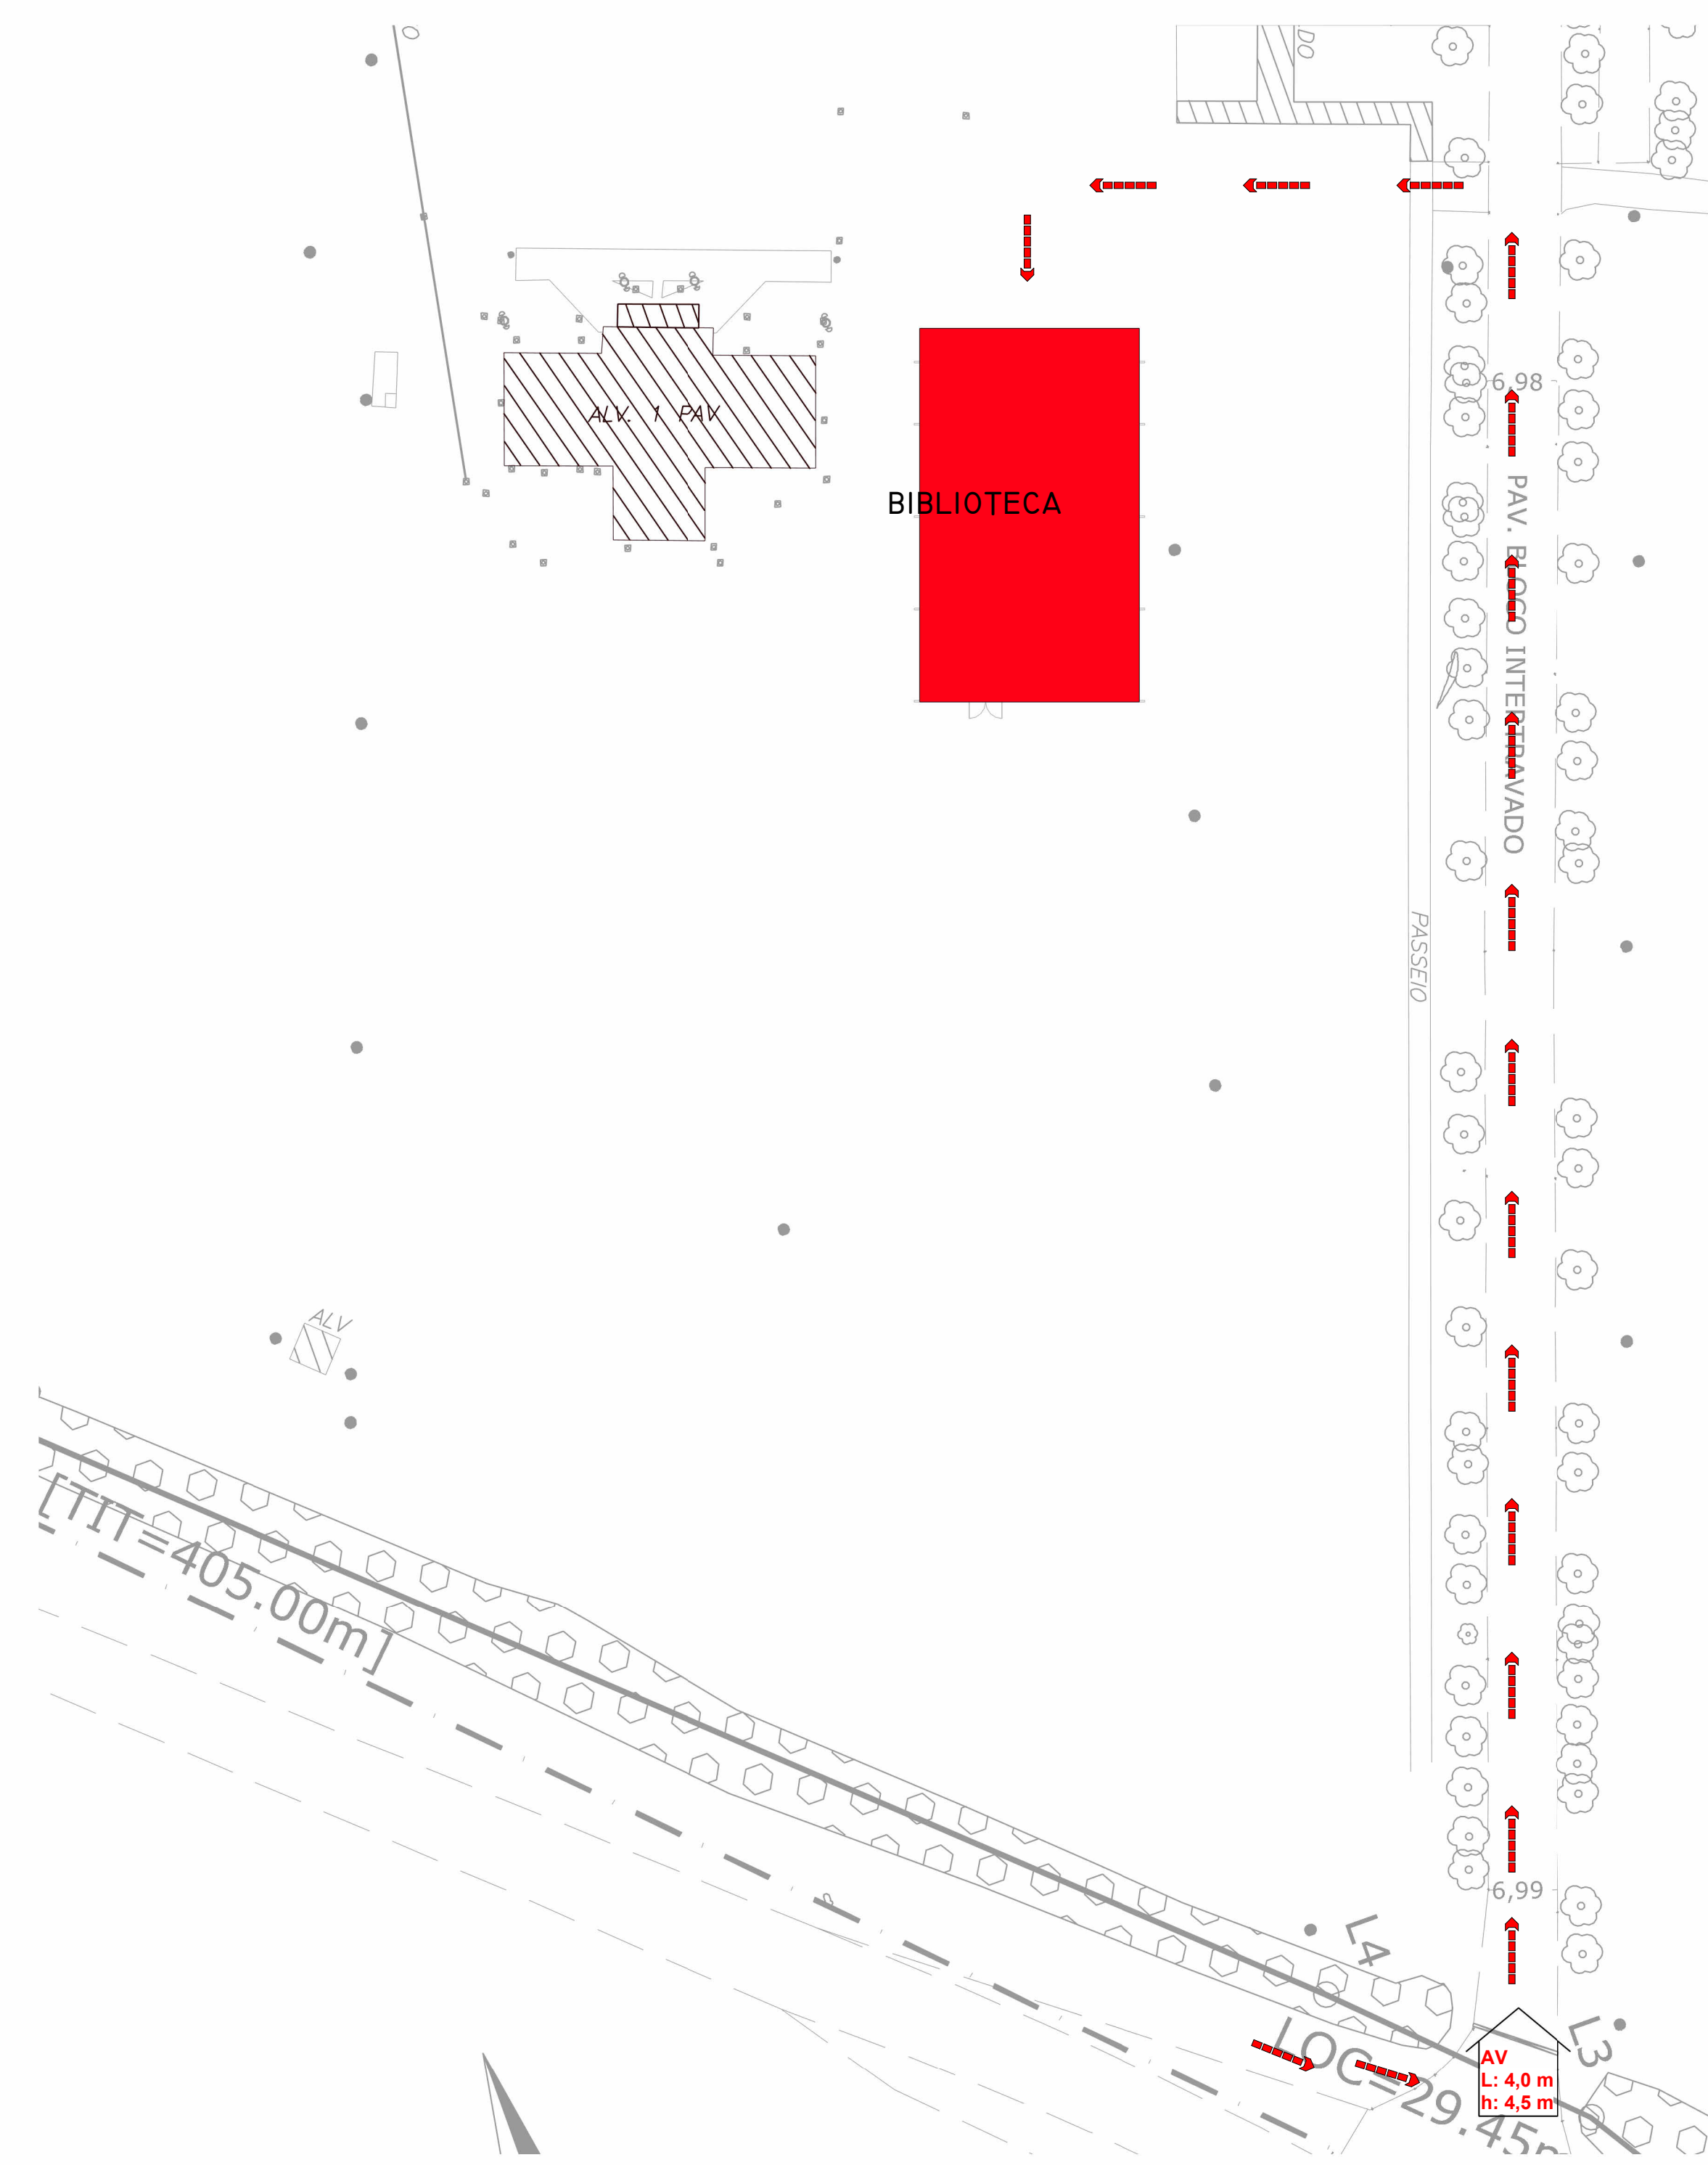 ALV. 1 PAV
6,98
BIBLIOTECA
PAV. BLOCO INTERTRAVADO
PASSEIO
ALV
[TIT=405.00m]
6,99
L4
L3
AV
L: 4,0 m
h: 4,5 m